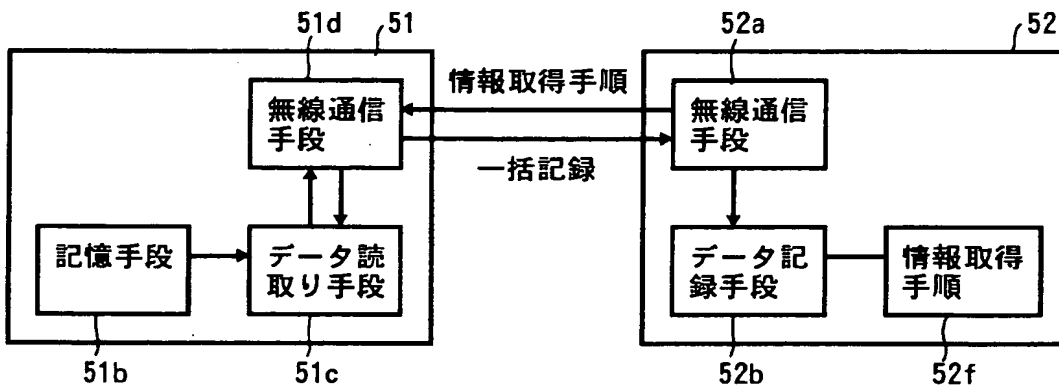 51d
51
52a
52
情報取得手順
無線通信
手段
無線通信
手段
一括記録
記憶手段
データ読
取り手段
データ記
録手段
情報取得
手順
51b
51c
52b
52f